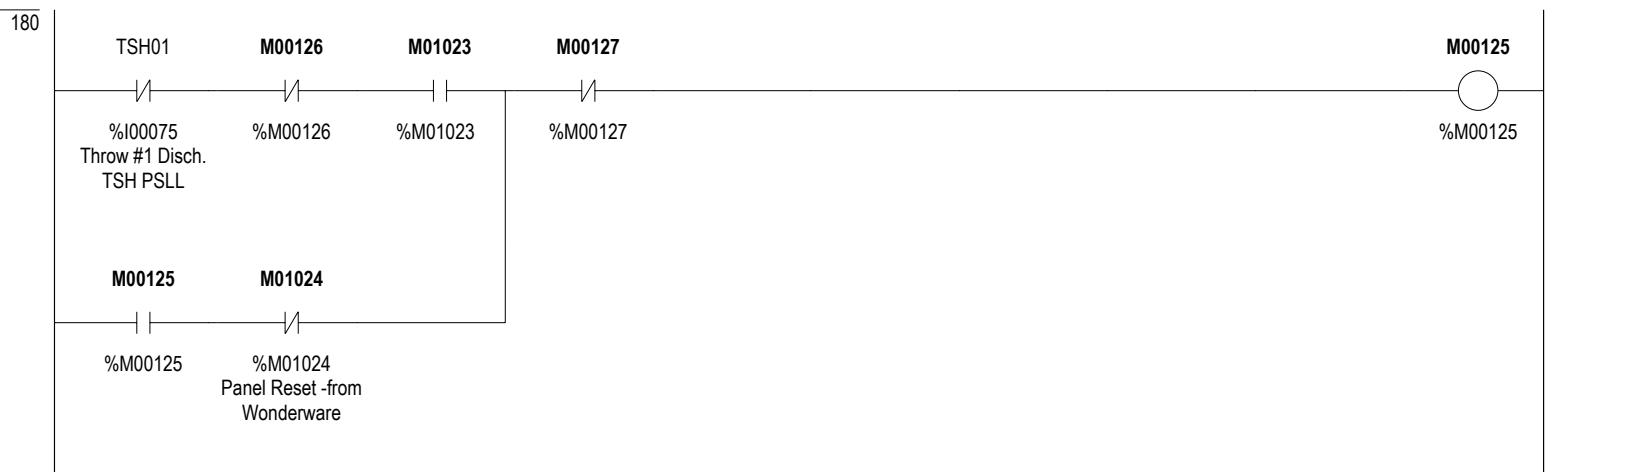 180
TSH01 M00126 M01023 M00127 M00125
%I00075 %M00126 %M01023 %M00127 %M00125
Throw #1 Disch.
TSH PSLL
M00125 M01024
%M00125 %M01024
Panel Reset -from
Wonderware